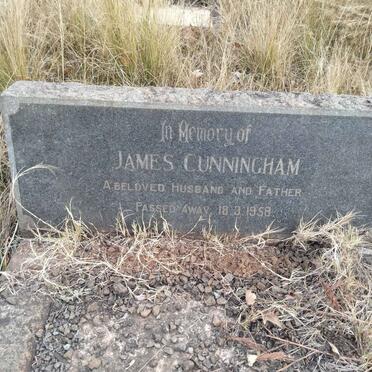 In Memory of
JAMES CUNNINGHAM
A BELOVED HUSBAND AND FATHER
PASSED AWAY 18.3.1958